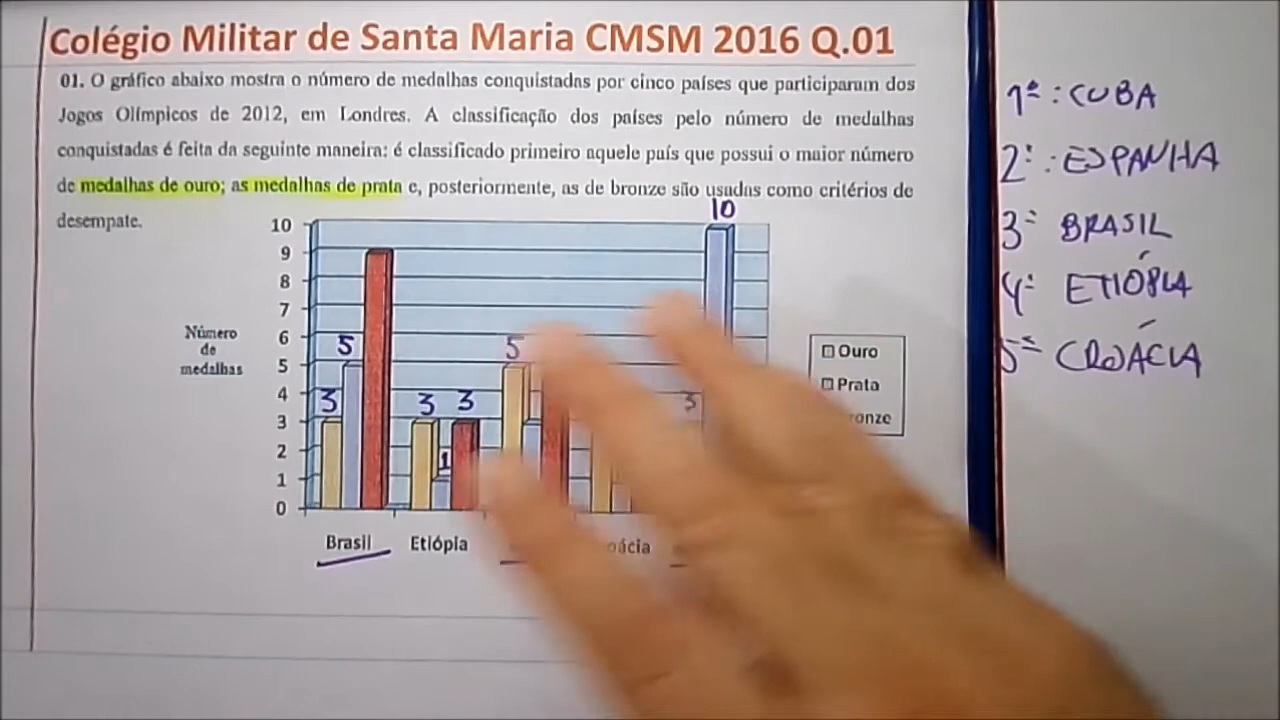 Colégio Militar de Santa Maria CMSM 2016 Q.01
01. O gráfico abaixo mostra o número de medalhas conquistadas por cinco países que participaram dos
Jogos Olímpicos de 2012, em Londres. A classificação dos países pelo número de medalhas
conquistadas é feita da seguinte maneira: é classificado primeiro aquele país que possui o maior número
de medalhas de ouro; as medalhas de prata e, posteriormente, as de bronze são usadas como critérios de
desempate.
10
10
9
8
7
6
5
4
3
2
1
0
Número
de
medalhas
5
3
3
1
3
5
3
Ouro
Prata
ronze
Brasil
Etiópia
oácia
1º: CUBA
2º: ESPANHA
3º BRASIL
4º ETIÓPIA
5º CROÁCIA